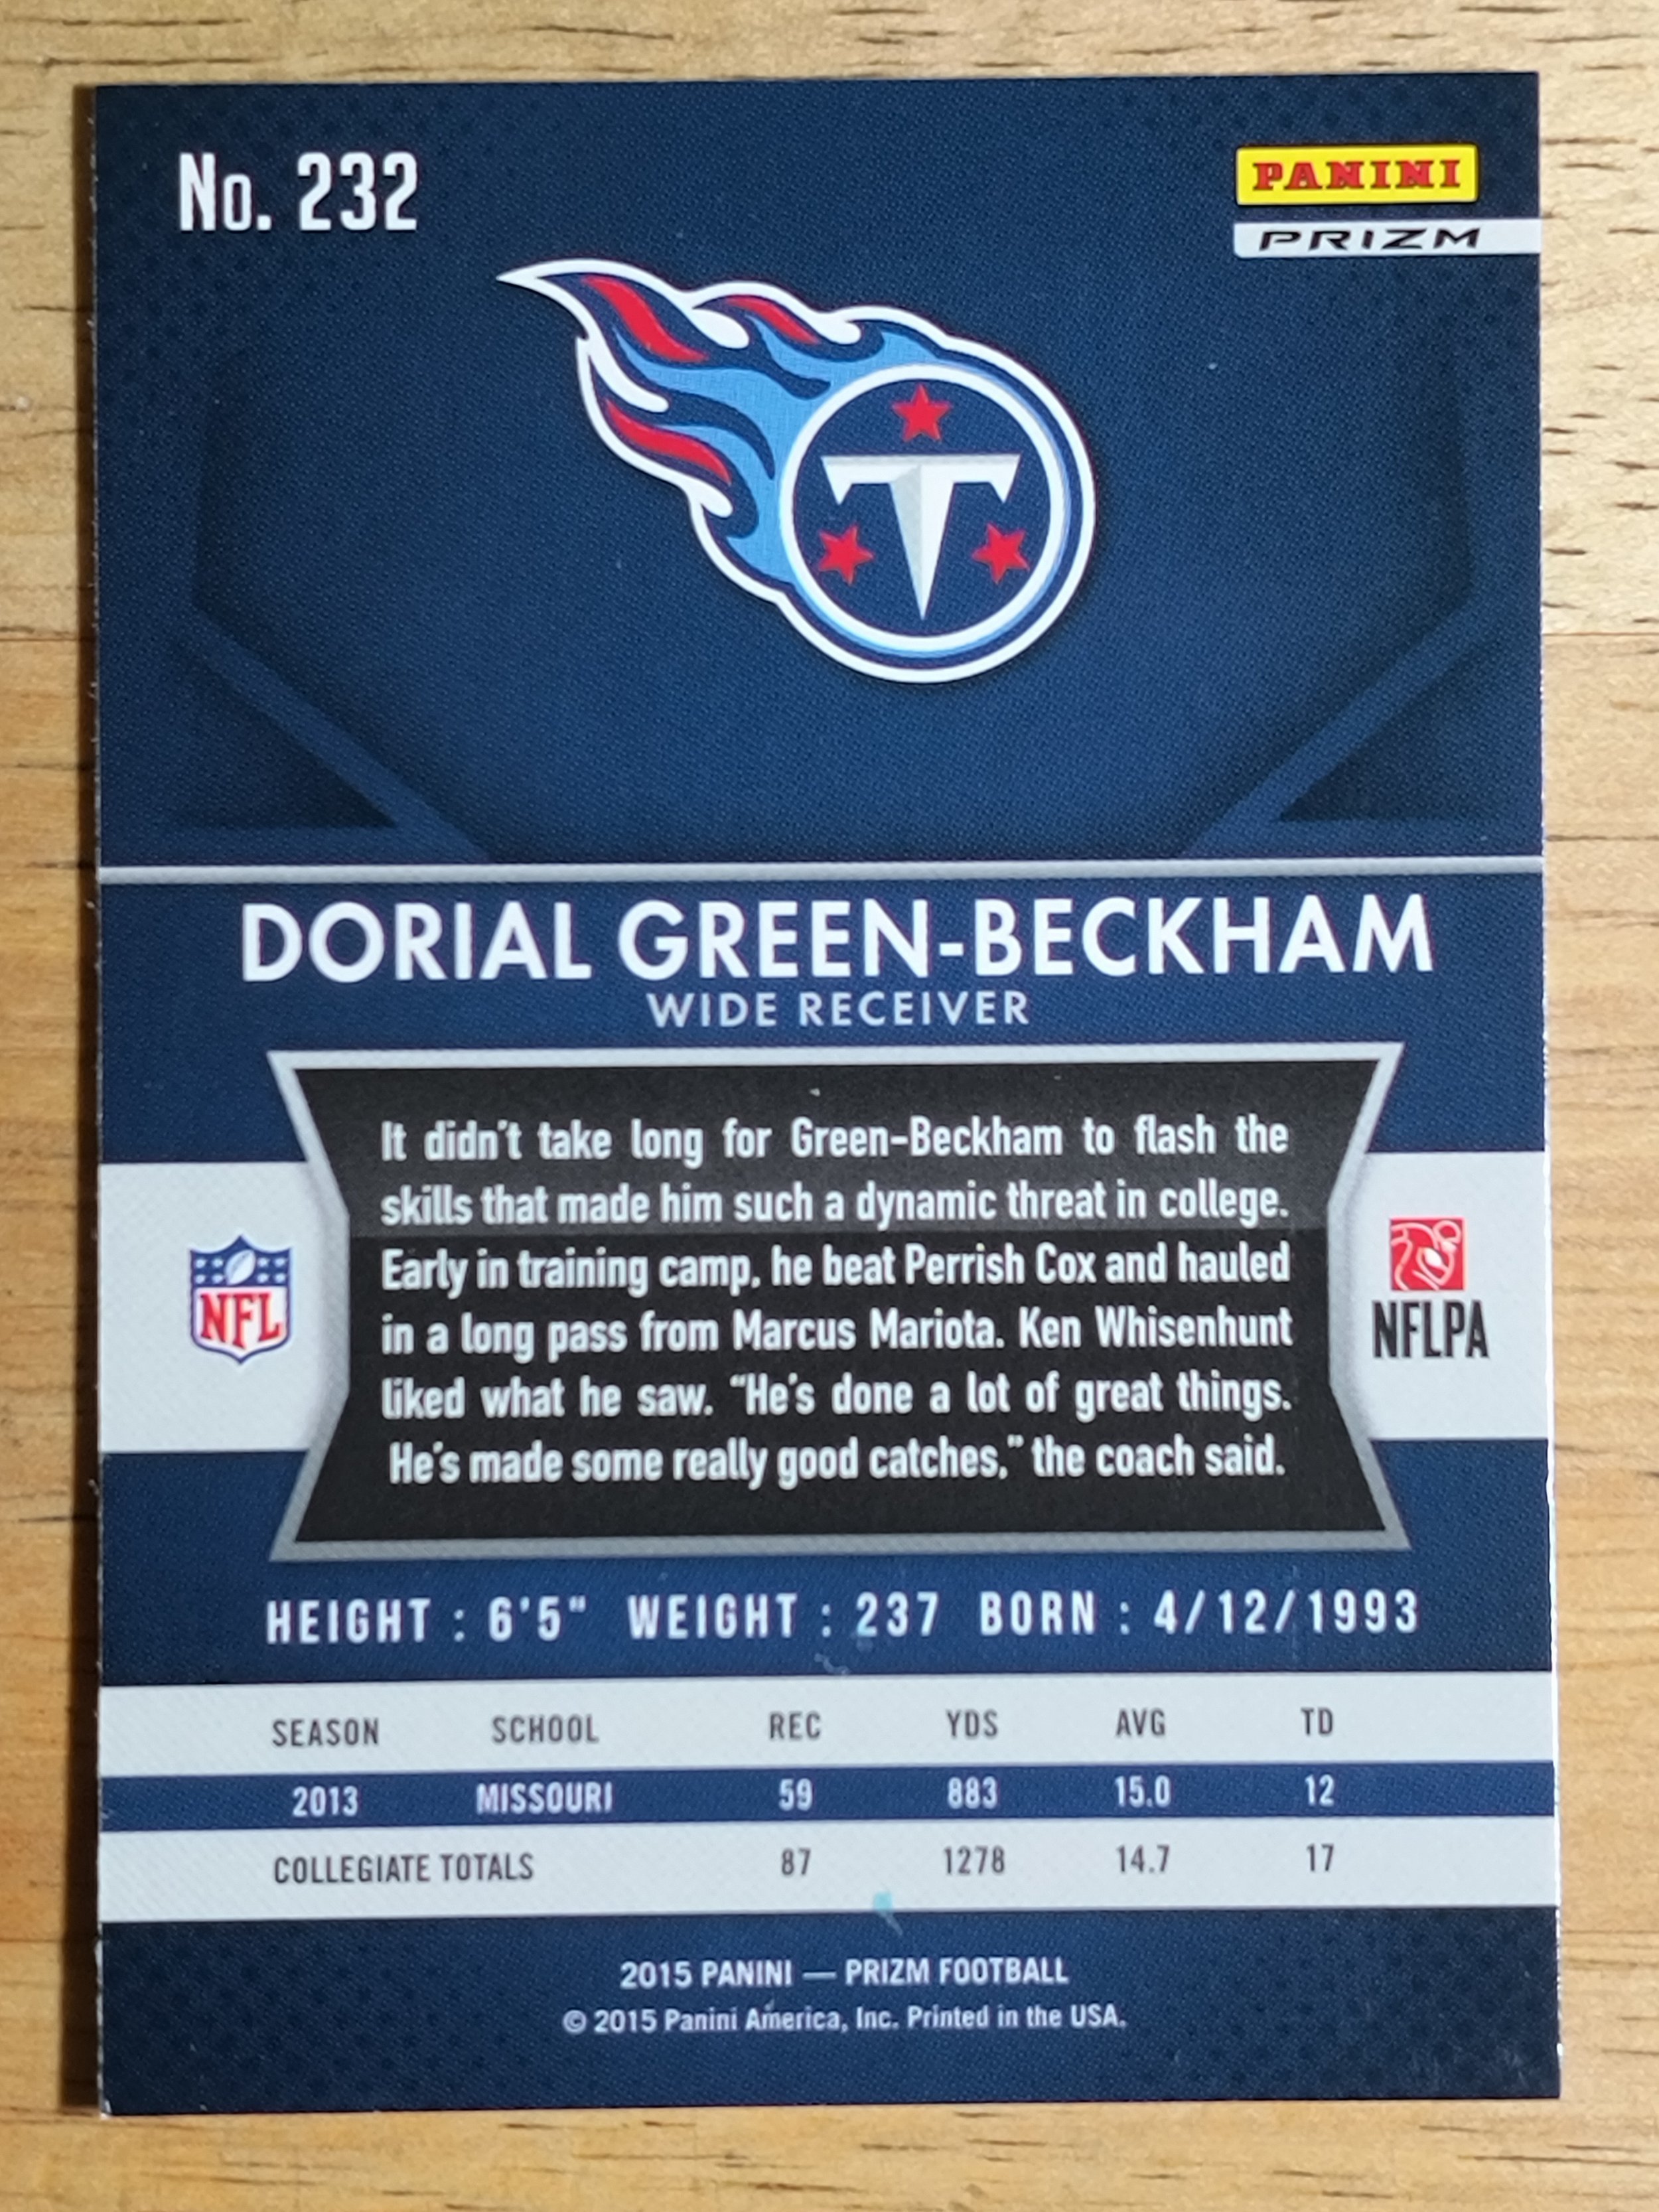 No. 232
PANINI
PRIZM
T
DORIAL GREEN-BECKHAM
WIDE RECEIVER
It didn't take long for Green-Beckham to flash the
skills that made him such a dynamic threat in college.
Early in training camp, he beat Perrish Cox and hauled
in a long pass from Marcus Mariota. Ken Whisenhunt
liked what he saw. “He's done a lot of great things.
He's made some really good catches,” the coach said.
NFL
NFLPA
HEIGHT : 6'5" WEIGHT : 237 BORN : 4/12/1993
SEASON SCHOOL REC YDS AVG TD
2013 MISSOURI 59 883 15.0 12
COLLEGIATE TOTALS 87 1278 14.7 17
2015 PANINI — PRIZM FOOTBALL
© 2015 Panini America, Inc. Printed in the USA.